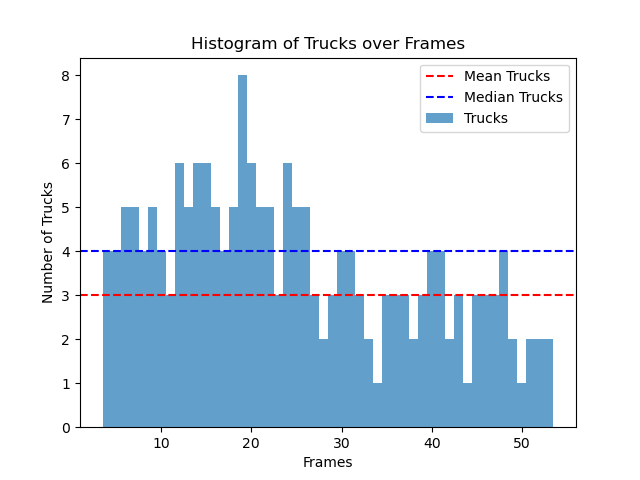 Histogram of Trucks over Frames
Mean Trucks
Median Trucks
Trucks
Number of Trucks
8
7
6
5
4
3
2
1
0
10 20 30 40 50
Frames